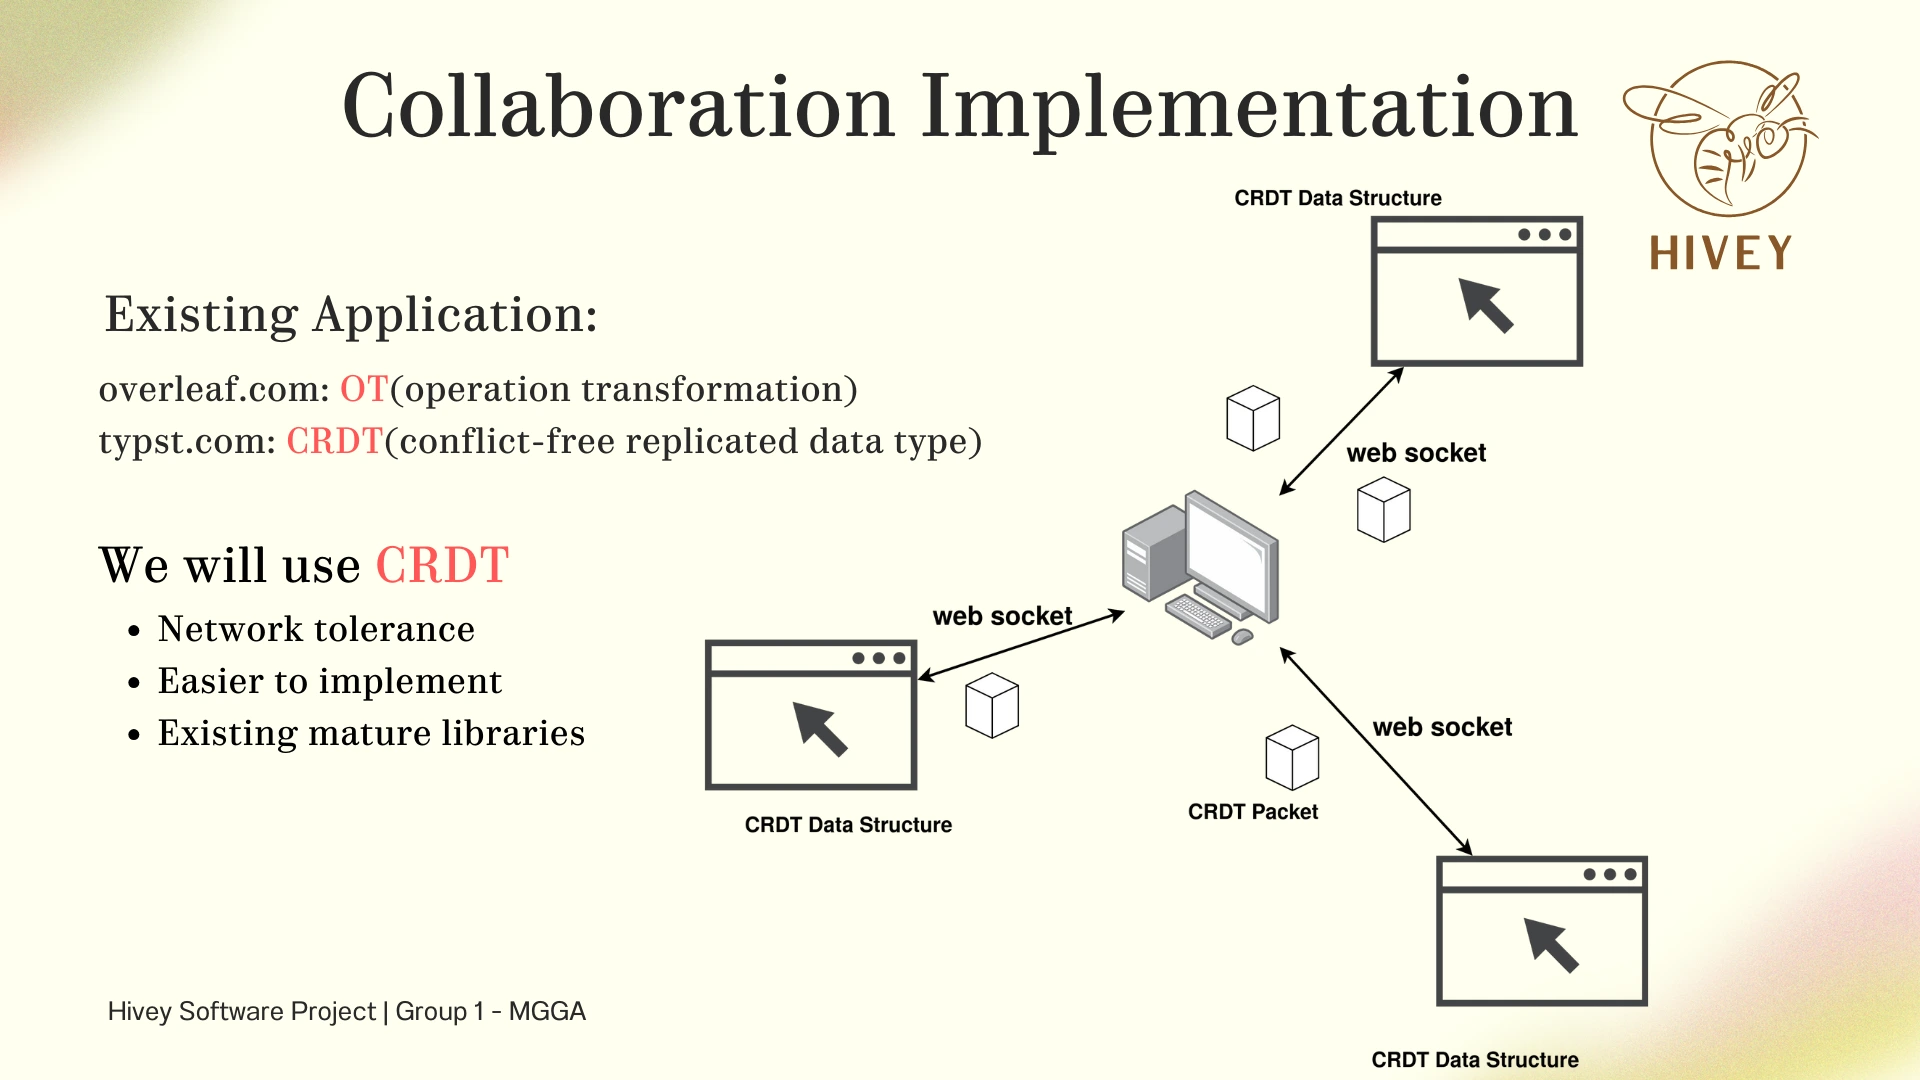 Collaboration Implementation
HIVEY
Existing Application:
overleaf.com: OT(operation transformation)
typst.com: CRDT(conflict-free replicated data type)
We will use CRDT
• Network tolerance
• Easier to implement
• Existing mature libraries
CRDT Data Structure
web socket
web socket
CRDT Data Structure
web socket
CRDT Packet
CRDT Data Structure
Hivey Software Project | Group 1 - MGGA